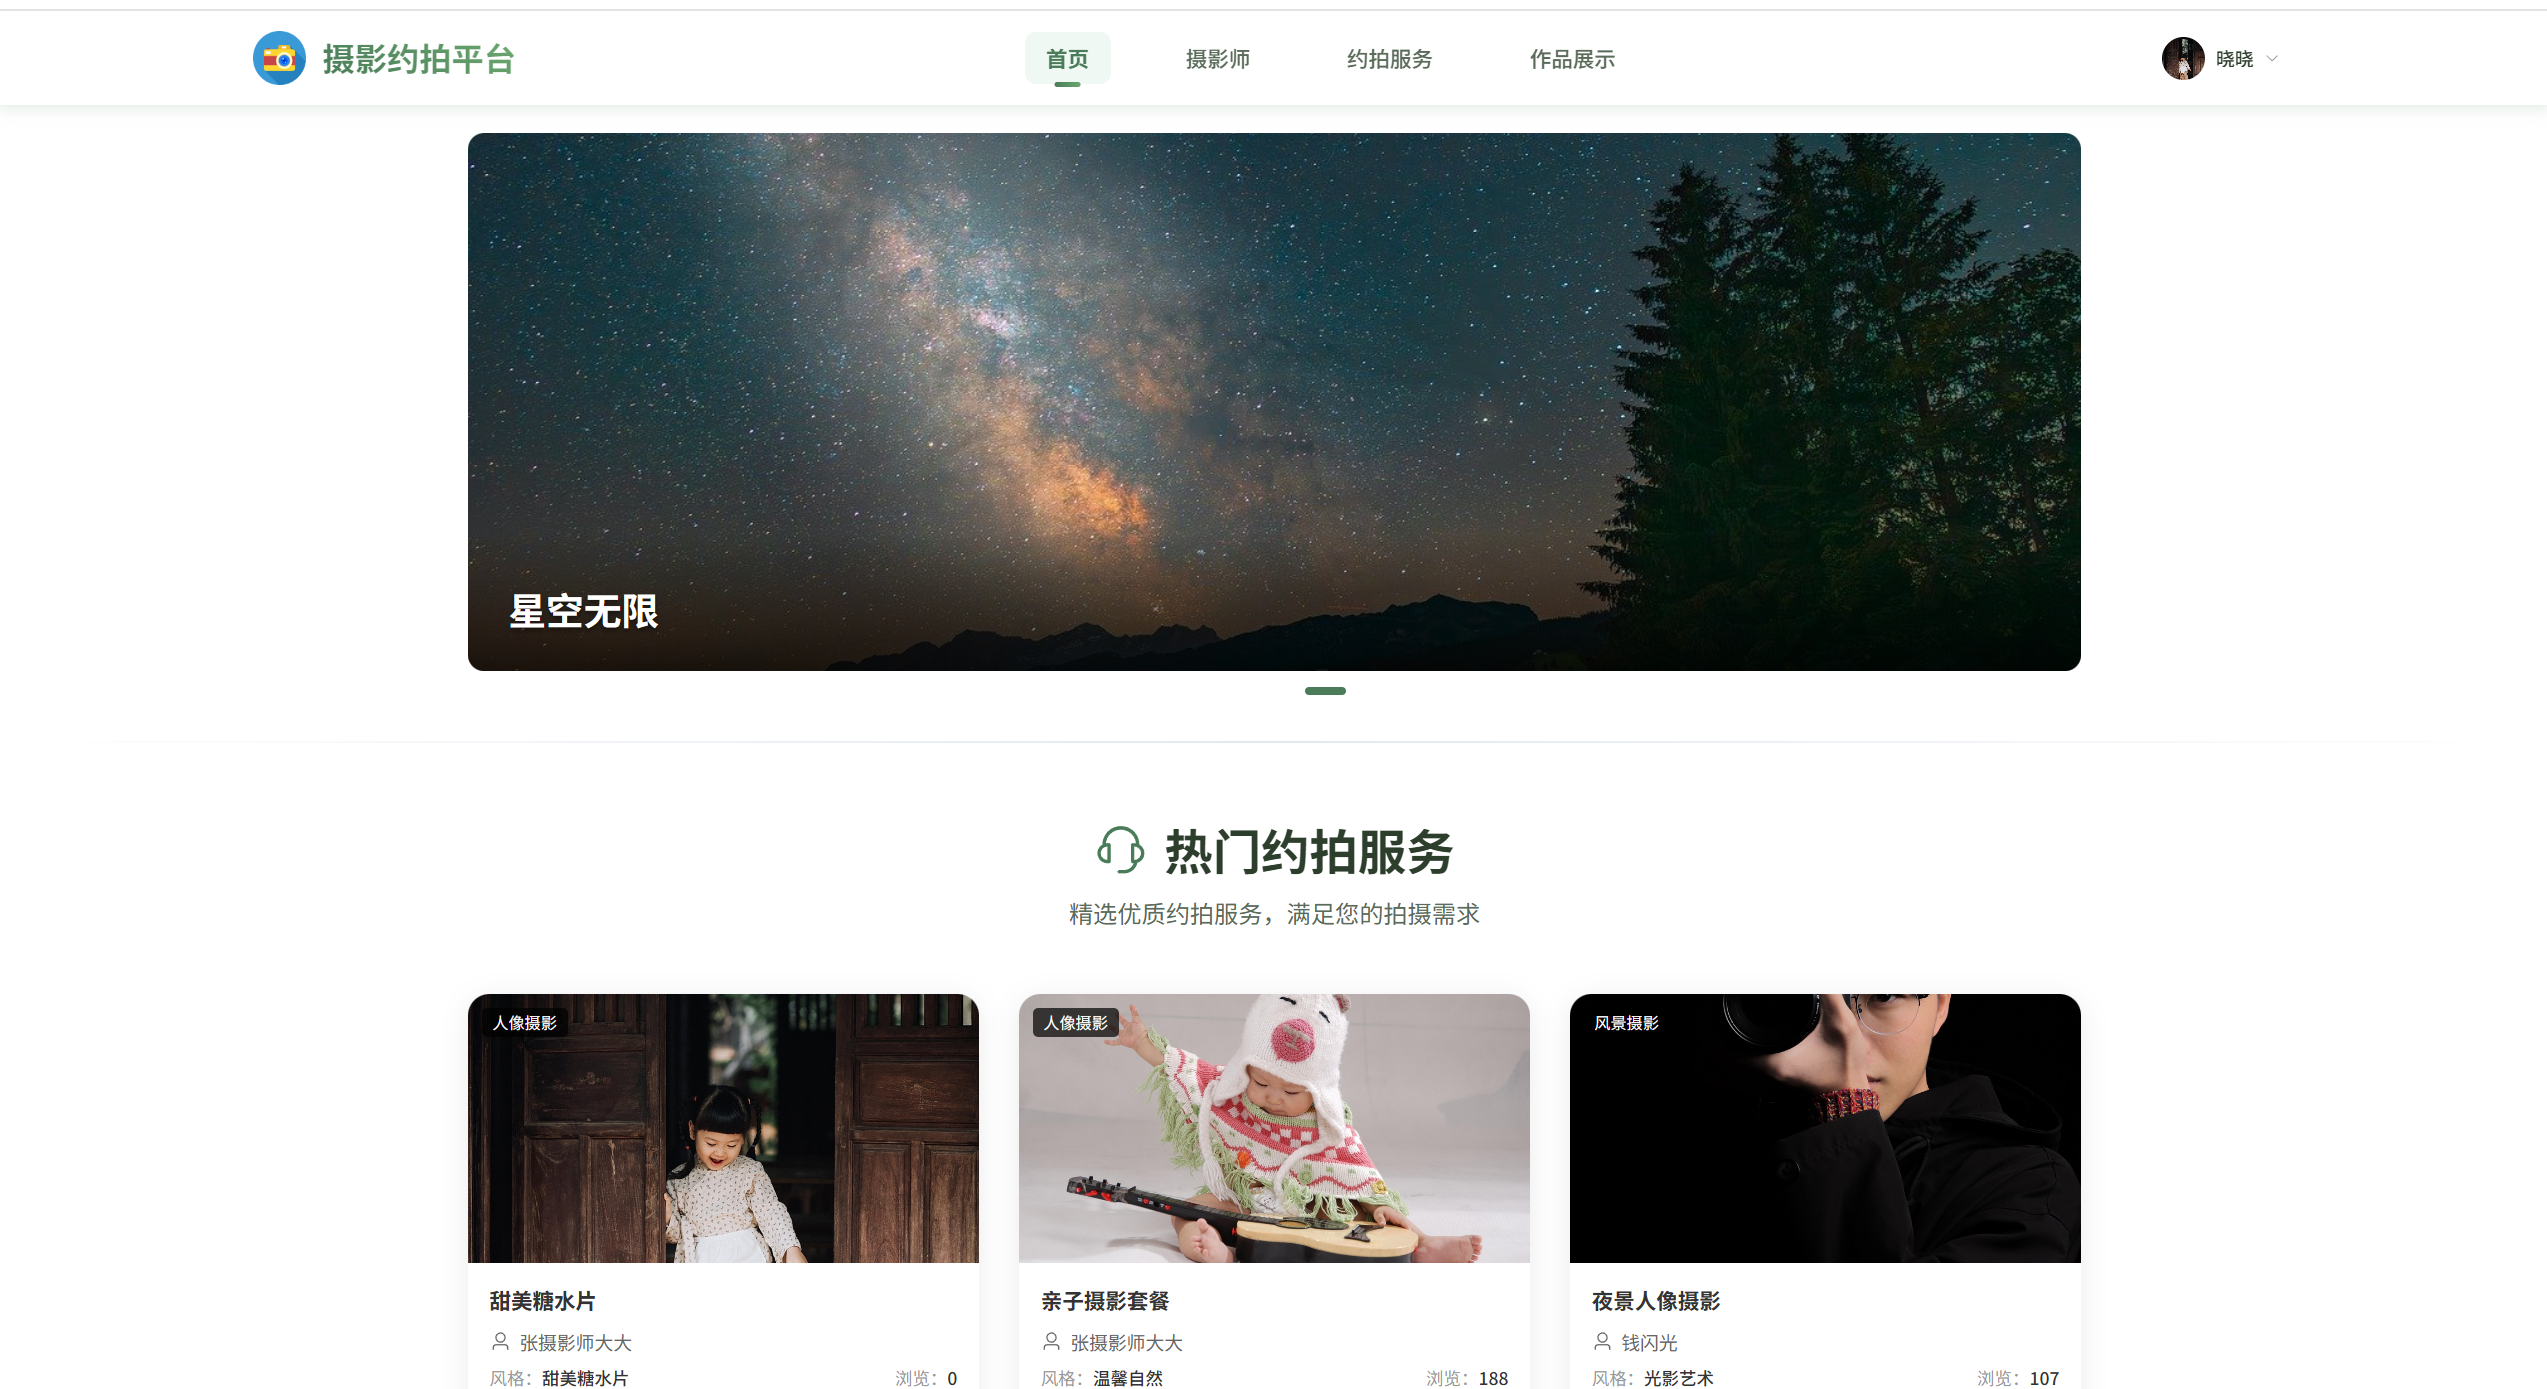 摄影约拍平台
首页
摄影师
约拍服务
作品展示
晓晓
星空无限
热门约拍服务
精选优质约拍服务，满足您的拍摄需求
人像摄影
甜美糖水片
张摄影师大大
风格：甜美糖水片
浏览：0
人像摄影
亲子摄影套餐
张摄影师大大
风格：温馨自然
浏览：188
风景摄影
夜景人像摄影
钱闪光
风格：光影艺术
浏览：107